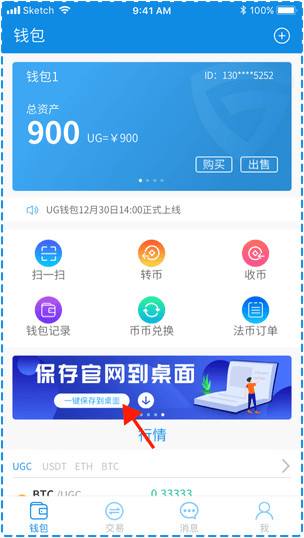 Sketch 9:41 AM 100%
钱包
钱包1 ID: 130****5252
总资产
900 UG=￥900
购买 出售
UG钱包12月30日14:00正式上线
扫一扫 转币 收币
钱包记录 币币兑换 法币订单
保存官网到桌面
一键保存到桌面
行情
UGC USDT ETH BTC
BTC /UGC 0.33333
钱包 交易 消息 我